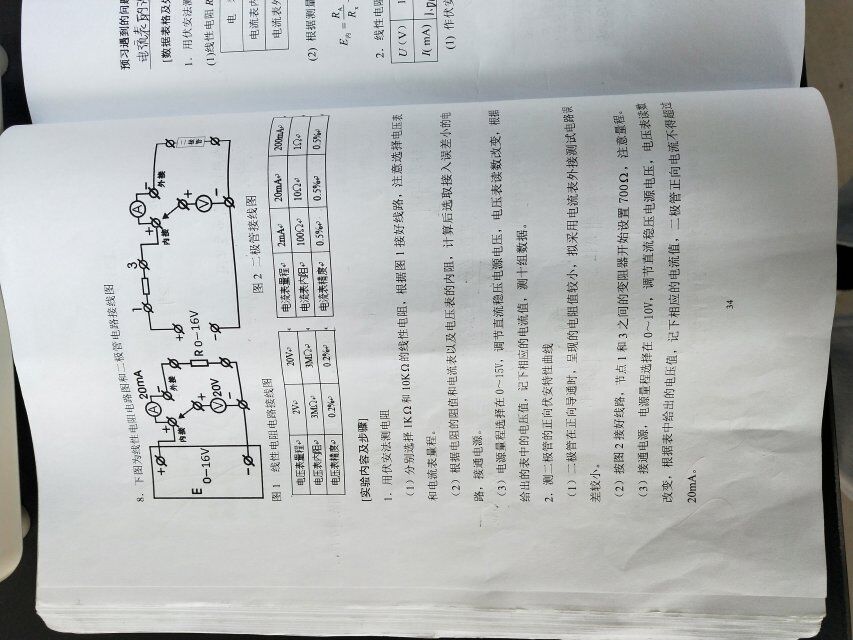 8. 下图为线性电阻电路图和二极管电路接线图
E
0—16V
A
20mA
内接
外接
V
20V
R
0—16V
1
3
A
内接
外接
V
二极管
图 1 线性电阻电路接线图
图 2 二极管接线图
电压表量程 2V 20V
电压表内阻 3MΩ 3MΩ
电压表精度 0.2% 0.2%
电流表量程 2mA 20mA 200mA
电流表内阻 100Ω 10Ω 1Ω
电流表精度 0.5% 0.5% 0.5%
[实验内容及步骤]
1. 用伏安法测电阻
（1）分别选择 1KΩ 和 10KΩ 的线性电阻，根据图 1 接好线路，注意选择电压表
和电流表量程。
（2）根据电阻的阻值和电流表以及电压表的内阻，计算后选取接入误差小的电
路，接通电源。
（3）电源量程选择在 0～15V，调节直流稳压电源电压，电压表读数改变，根据
给出的表中的电压值，记下相应的电流值，测十组数据。
2. 测二极管的正向伏安特性曲线
（1）二极管在正向导通时，呈现的电阻值较小，拟采用电流表外接测试电路误
差较小。
（2）按图 2 接好线路，节点 1 和 3 之间的变阻器开始设置 700Ω，注意量程。
（3）接通电源，电源量程选择在 0～10V，调节直流稳压电源电压，电压表读数
改变，根据表中给出的电压值，记下相应的电流值，二极管正向电流不得超过
20mA。
34
预习遇到的问题
电流表的
[数据表格及
1. 用伏安法测
(1)线性电阻
电
电流表内
电流表外
(2) 根据测量
2. 线性电阻
U(V) 1
I(mA)
(1) 作伏安